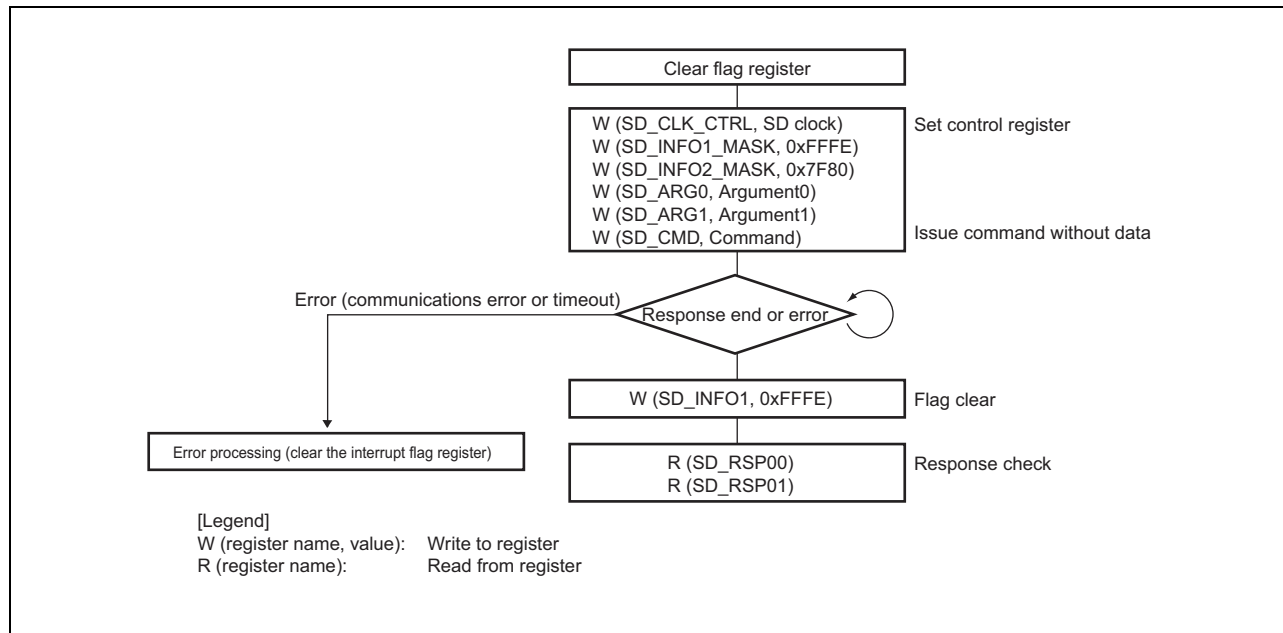 Clear flag register
W (SD_CLK_CTRL, SD clock)
Set control register
W (SD_INFO1_MASK, 0xFFFE)
W (SD_INFO2_MASK, 0x7F80)
W (SD_ARG0, Argument0)
W (SD_ARG1, Argument1)
W (SD_CMD, Command)
Issue command without data
Error (communications error or timeout)
Response end or error
W (SD_INFO1, 0xFFFE)
Flag clear
Error processing (clear the interrupt flag register)
R (SD_RSP00)
Response check
R (SD_RSP01)
[Legend]
W (register name, value): Write to register
R (register name): Read from register